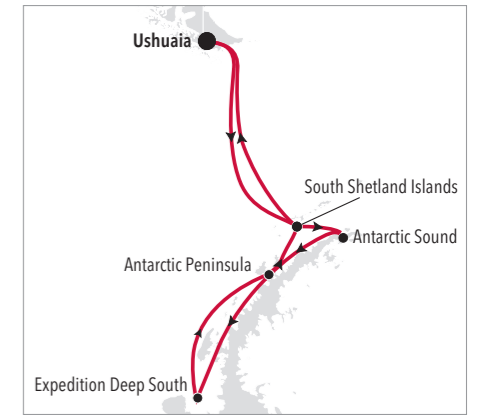 Ushuaia
South Shetland Islands
Antarctic Sound
Antarctic Peninsula
Expedition Deep South